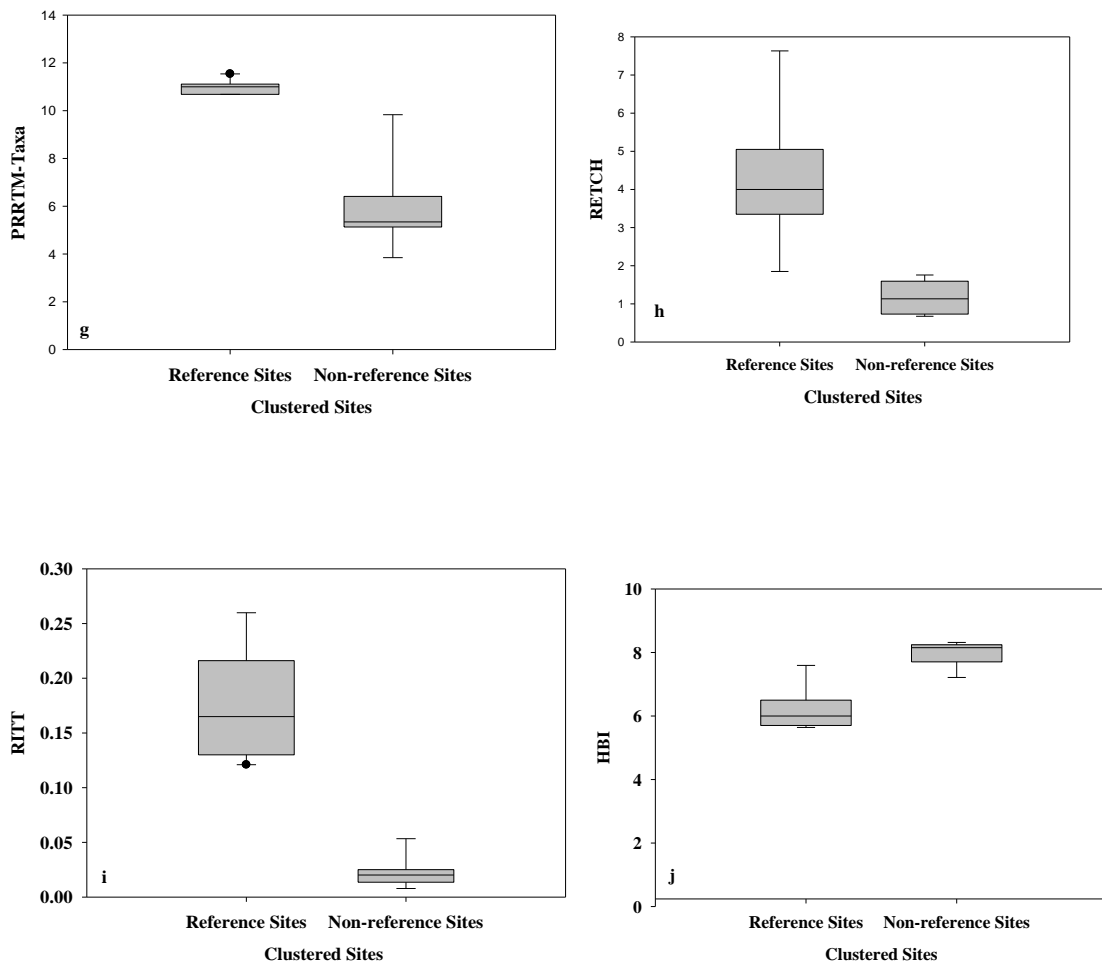 14
12
10
8
6
4
2
0
PRRTM-Taxa
g
Reference Sites Non-reference Sites
Clustered Sites
8
7
6
5
4
3
2
1
0
RETCH
h
Reference Sites Non-reference Sites
Clustered Sites
0.30
0.25
0.20
0.15
0.10
0.05
0.00
RITT
i
Reference Sites Non-reference Sites
Clustered Sites
10
8
6
4
2
0
HBI
j
Reference Sites Non-reference Sites
Clustered Sites